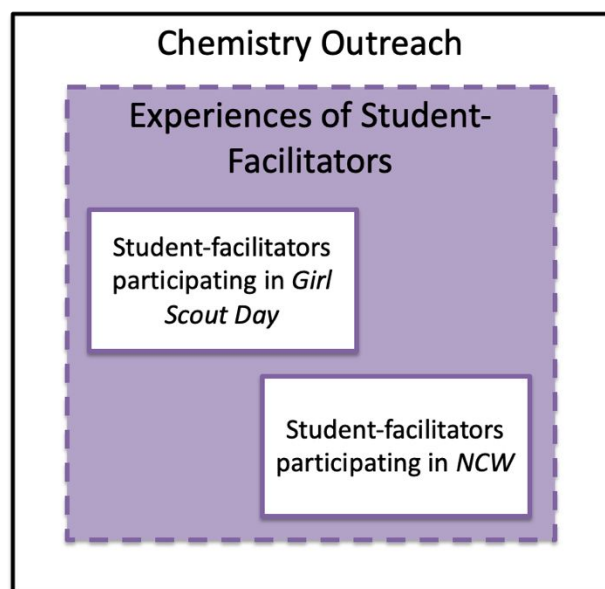 Chemistry Outreach
Experiences of Student-
Facilitators
Student-facilitators
participating in Girl
Scout Day
Student-facilitators
participating in NCW